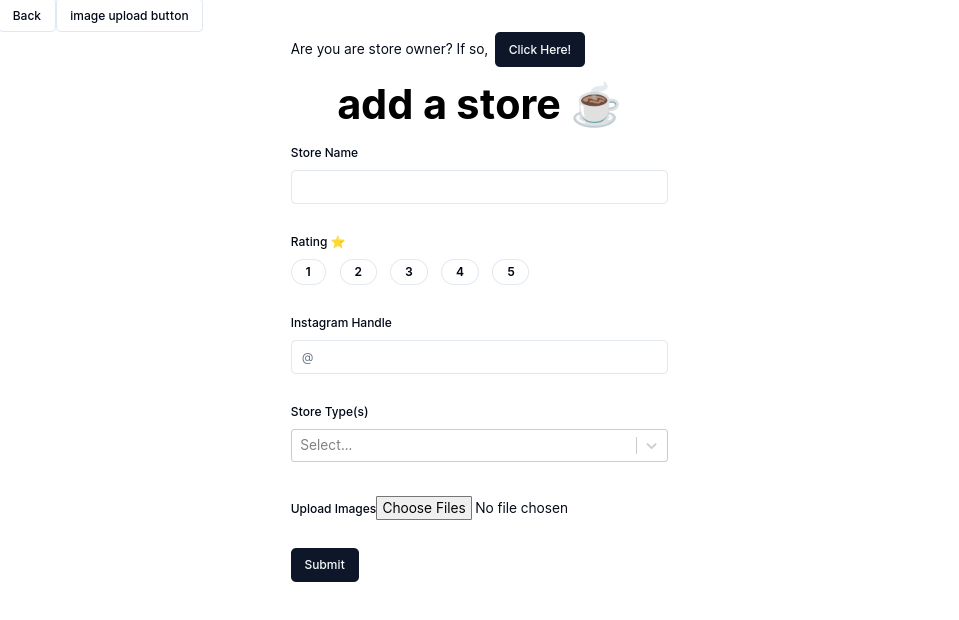 Back
image upload button
Are you are store owner? If so,
Click Here!
add a store ☕
Store Name
Rating ⭐
1 2 3 4 5
Instagram Handle
@
Store Type(s)
Select...
Upload Images Choose Files No file chosen
Submit